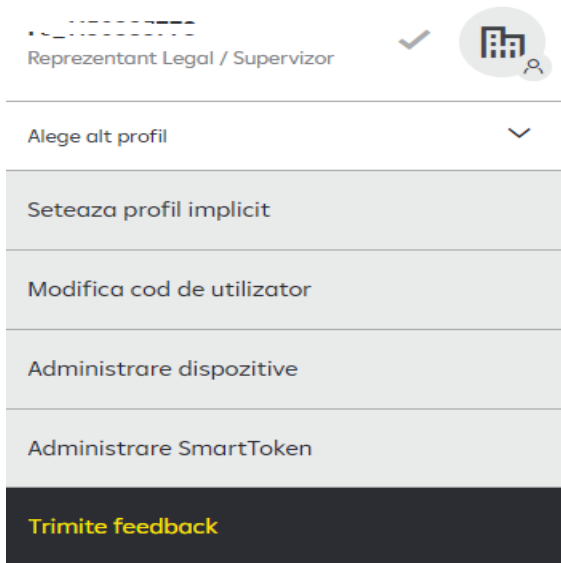 Reprezentant Legal / Supervizor
Alege alt profil
Seteaza profil implicit
Modifica cod de utilizator
Administrare dispozitive
Administrare SmartToken
Trimite feedback